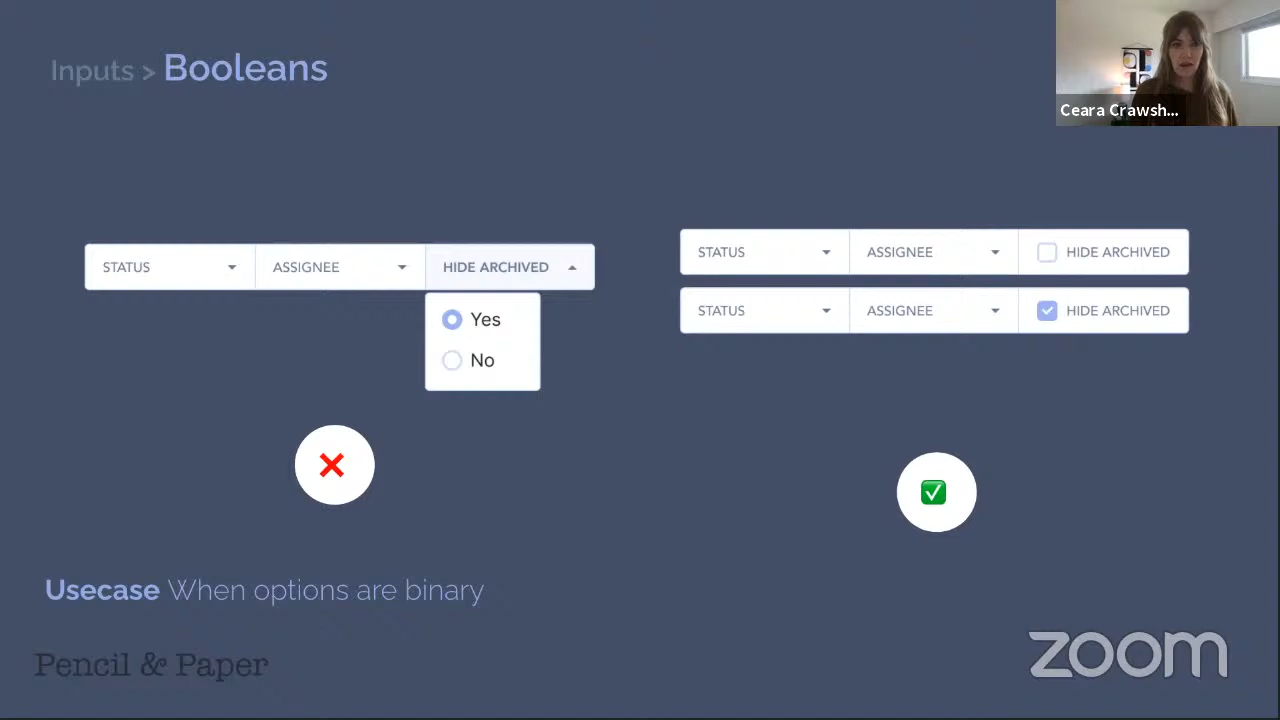 Inputs > Booleans
Ceara Crawsh...
STATUS
ASSIGNEE
HIDE ARCHIVED
Yes
No
STATUS
ASSIGNEE
HIDE ARCHIVED
STATUS
ASSIGNEE
HIDE ARCHIVED
Usecase When options are binary
Pencil & Paper
zoom